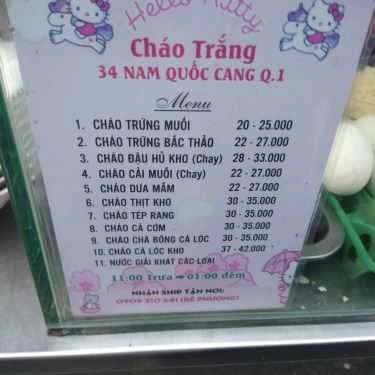 Hello Kitty
Cháo Trắng
34 NAM QUỐC CANG Q.1
Menu
1. CHÁO TRỨNG MUỐI 20 - 25.000
2. CHÁO TRỨNG BẮC THẢO 22 - 27.000
3. CHÁO ĐẬU HỦ KHO (Chay) 28 - 33.000
4. CHÁO CẢI MUỐI (Chay) 22 - 27.000
5. CHÁO DƯA MẮM 22 - 27.000
6. CHÁO THỊT KHO 30 - 35.000
7. CHÁO TÉP RANG 30 - 35.000
8. CHÁO CÁ CƠM 30 - 35.000
9. CHÁO CHÀ BÔNG CÁ LÓC 30 - 35.000
10. CHÁO CÁ LÓC KHO 37 - 42.000
11. NƯỚC GIẢI KHÁT CÁC LOẠI
11:00 Trưa ➡ 01:00 đêm
NHẬN SHIP TẬN NƠI:
(BÉ PHƯƠNG)